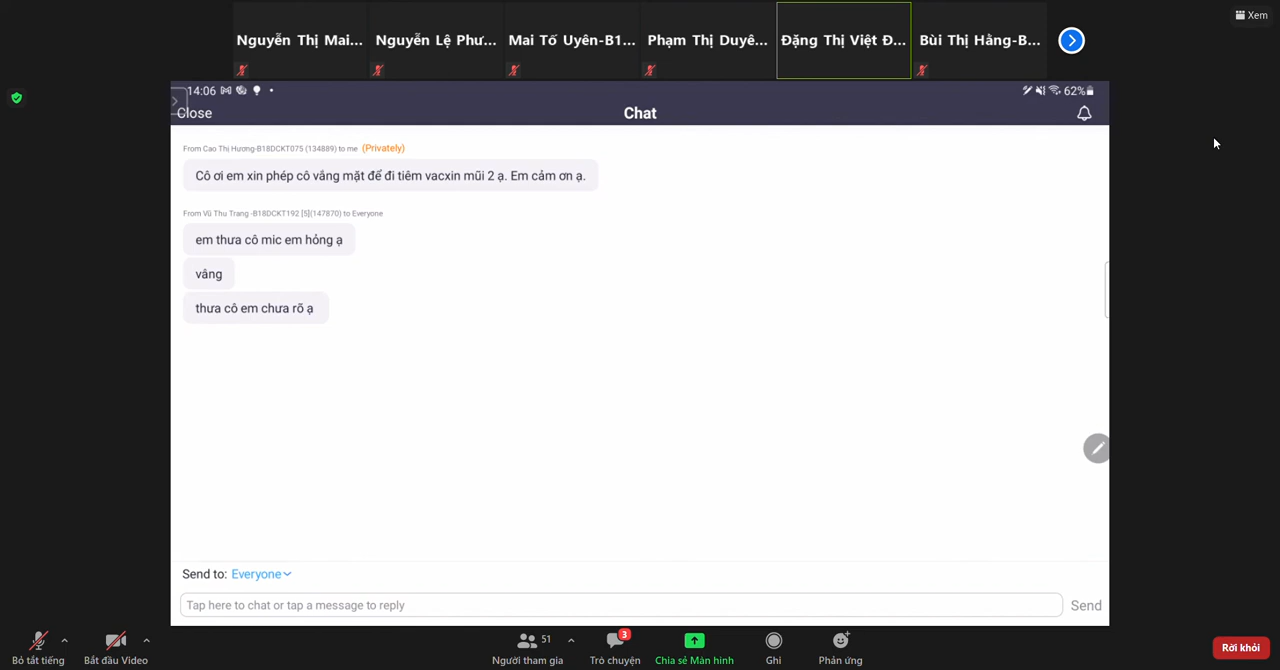 Xem
Nguyễn Thị Mai...
Nguyễn Lệ Phư...
Mai Tố Uyên-B1...
Phạm Thị Duyê...
Đặng Thị Việt Đ...
Bùi Thị Hằng-B...
14:06
62%
Close
Chat
From Cao Thị Hương-B18DCKT075 (134889) to me (Privately)
Cô ơi em xin phép cô vắng mặt để đi tiêm vacxin mũi 2 ạ. Em cảm ơn ạ.
From Vũ Thu Trang -B18DCKT192 [5](147870) to Everyone
em thưa cô mic em hỏng ạ
vâng
thưa cô em chưa rõ ạ
Send to: Everyone
Tap here to chat or tap a message to reply
Send
Bỏ tắt tiếng
Bắt đầu Video
51
Người tham gia
3
Trò chuyện
Chia sẻ Màn hình
Ghi
Phản ứng
Rời khỏi